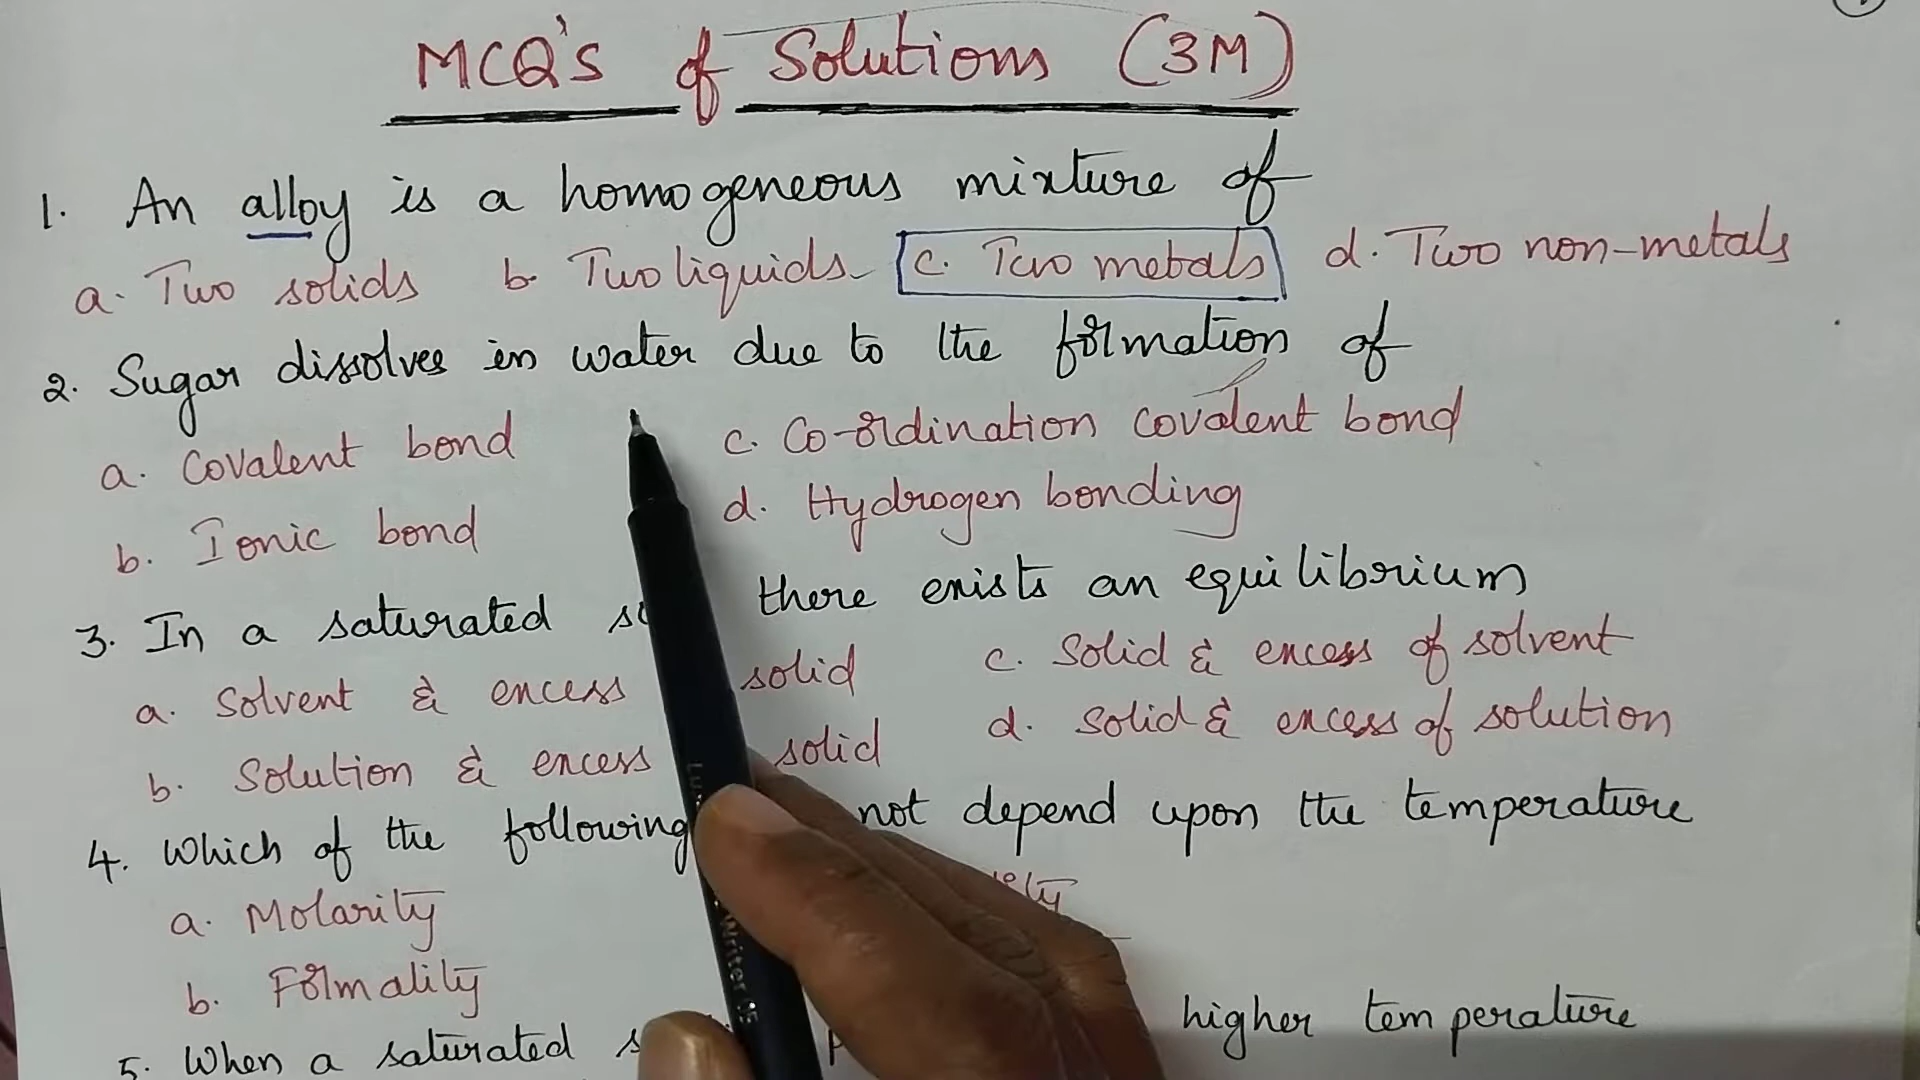 MCQ's of Solutions (3M)
1. An alloy is a homogeneous mixture of
a. Two solids b. Two liquids c. Two metals d. Two non-metals
2. Sugar dissolves in water due to the formation of
a. Covalent bond c. Co-ordination covalent bond
b. Ionic bond d. Hydrogen bonding
3. In a saturated there exists an equilibrium
a. Solvent & excess solid c. Solid & excess of solvent
b. Solution & excess solid d. Solid & excess of solution
4. Which of the following not depend upon the temperature
a. Molarity
b. Formality
5. When a saturated higher temperature